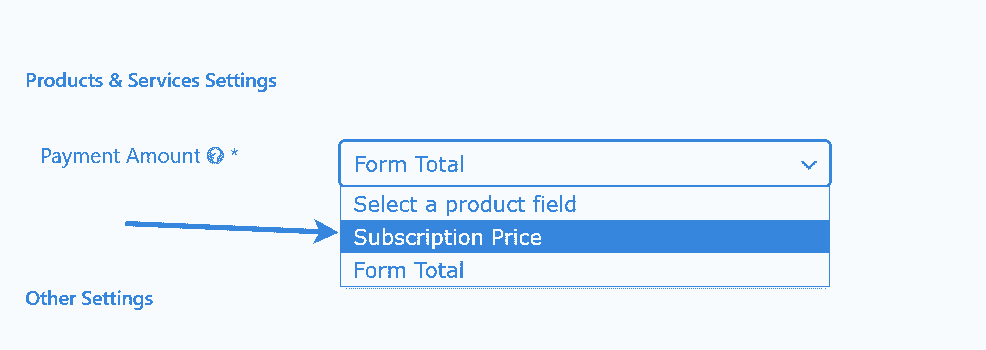 Products & Services Settings
Payment Amount *
Form Total
Select a product field
Subscription Price
Form Total
Other Settings